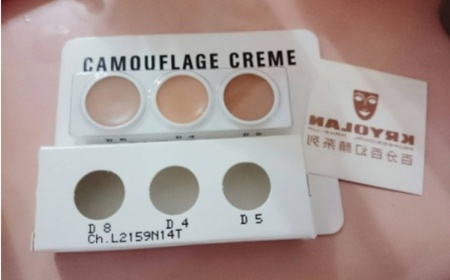 CAMOUFLAGE CREME
KRYOLAN
D 8 D 4 D 5
Ch.L2159N14T